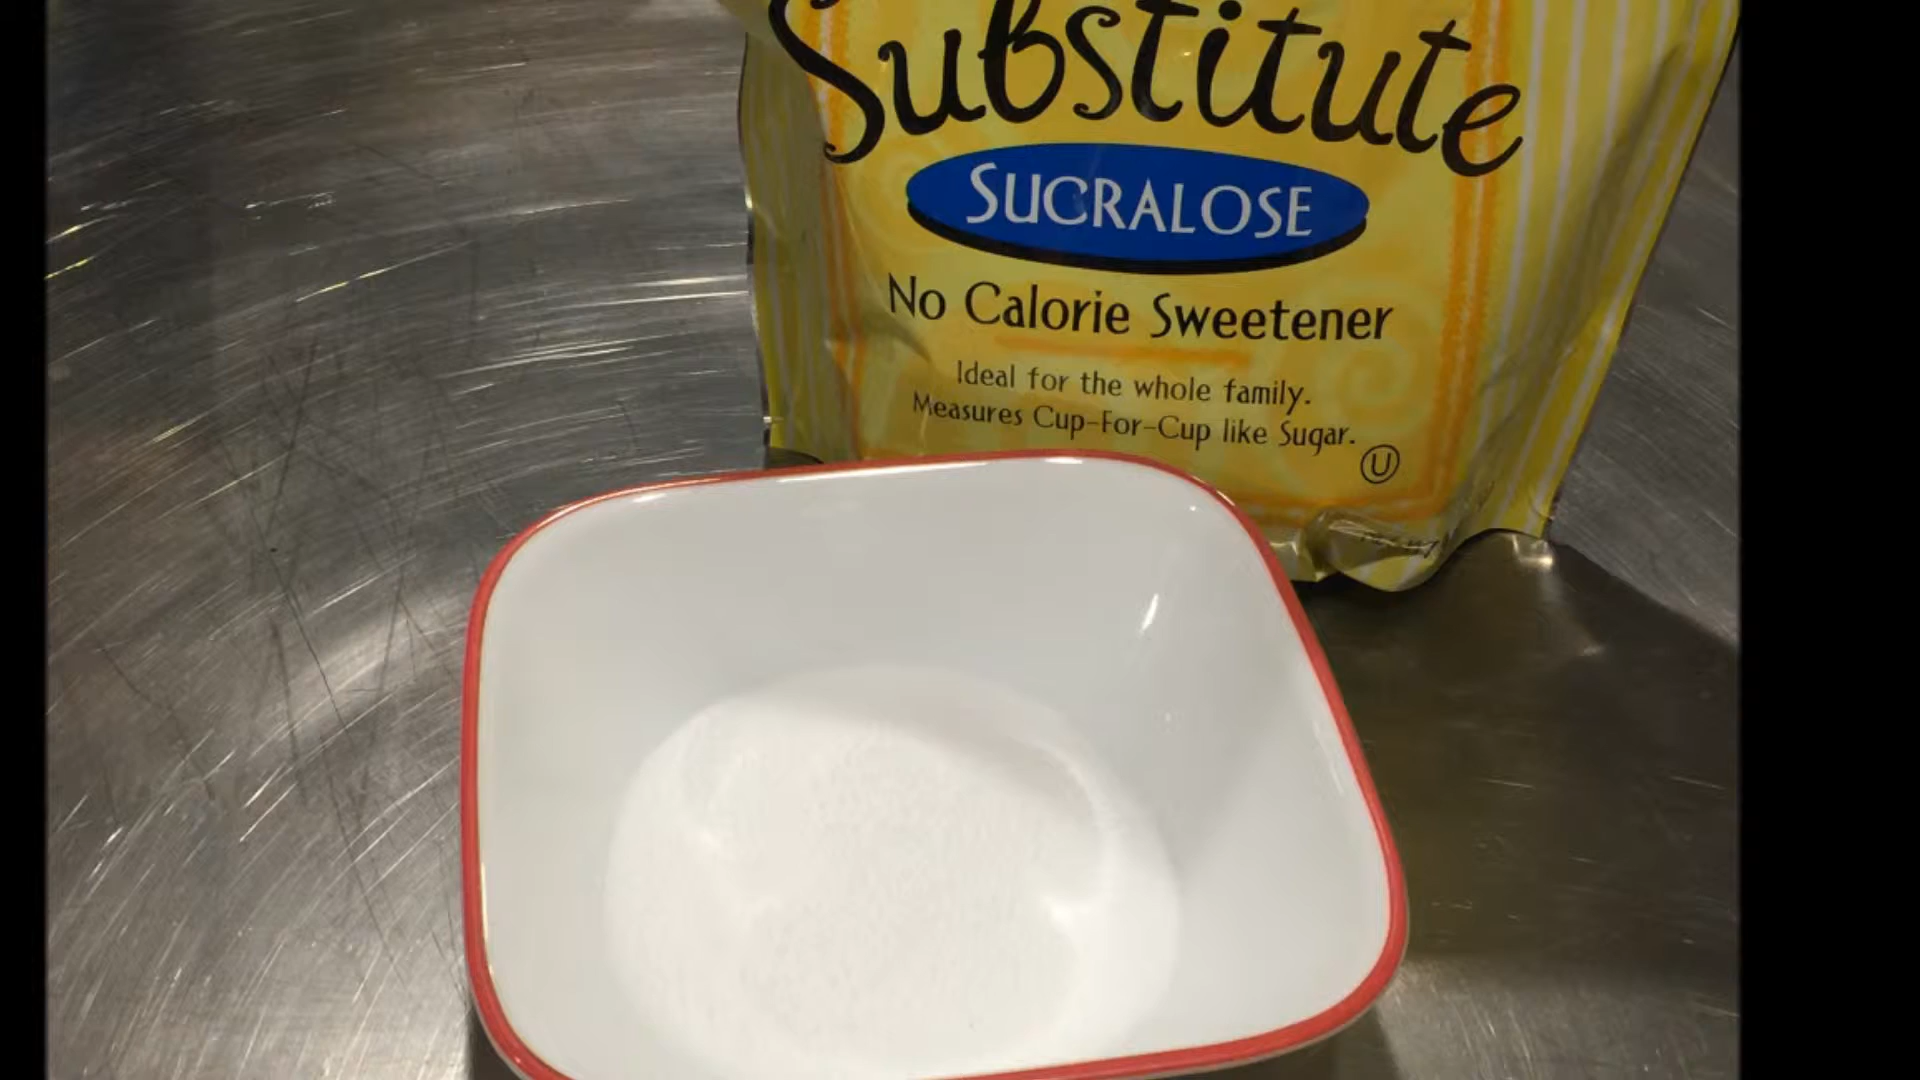 Substitute
SUCRALOSE
No Calorie Sweetener
Ideal for the whole family.
Measures Cup-For-Cup like Sugar.
U